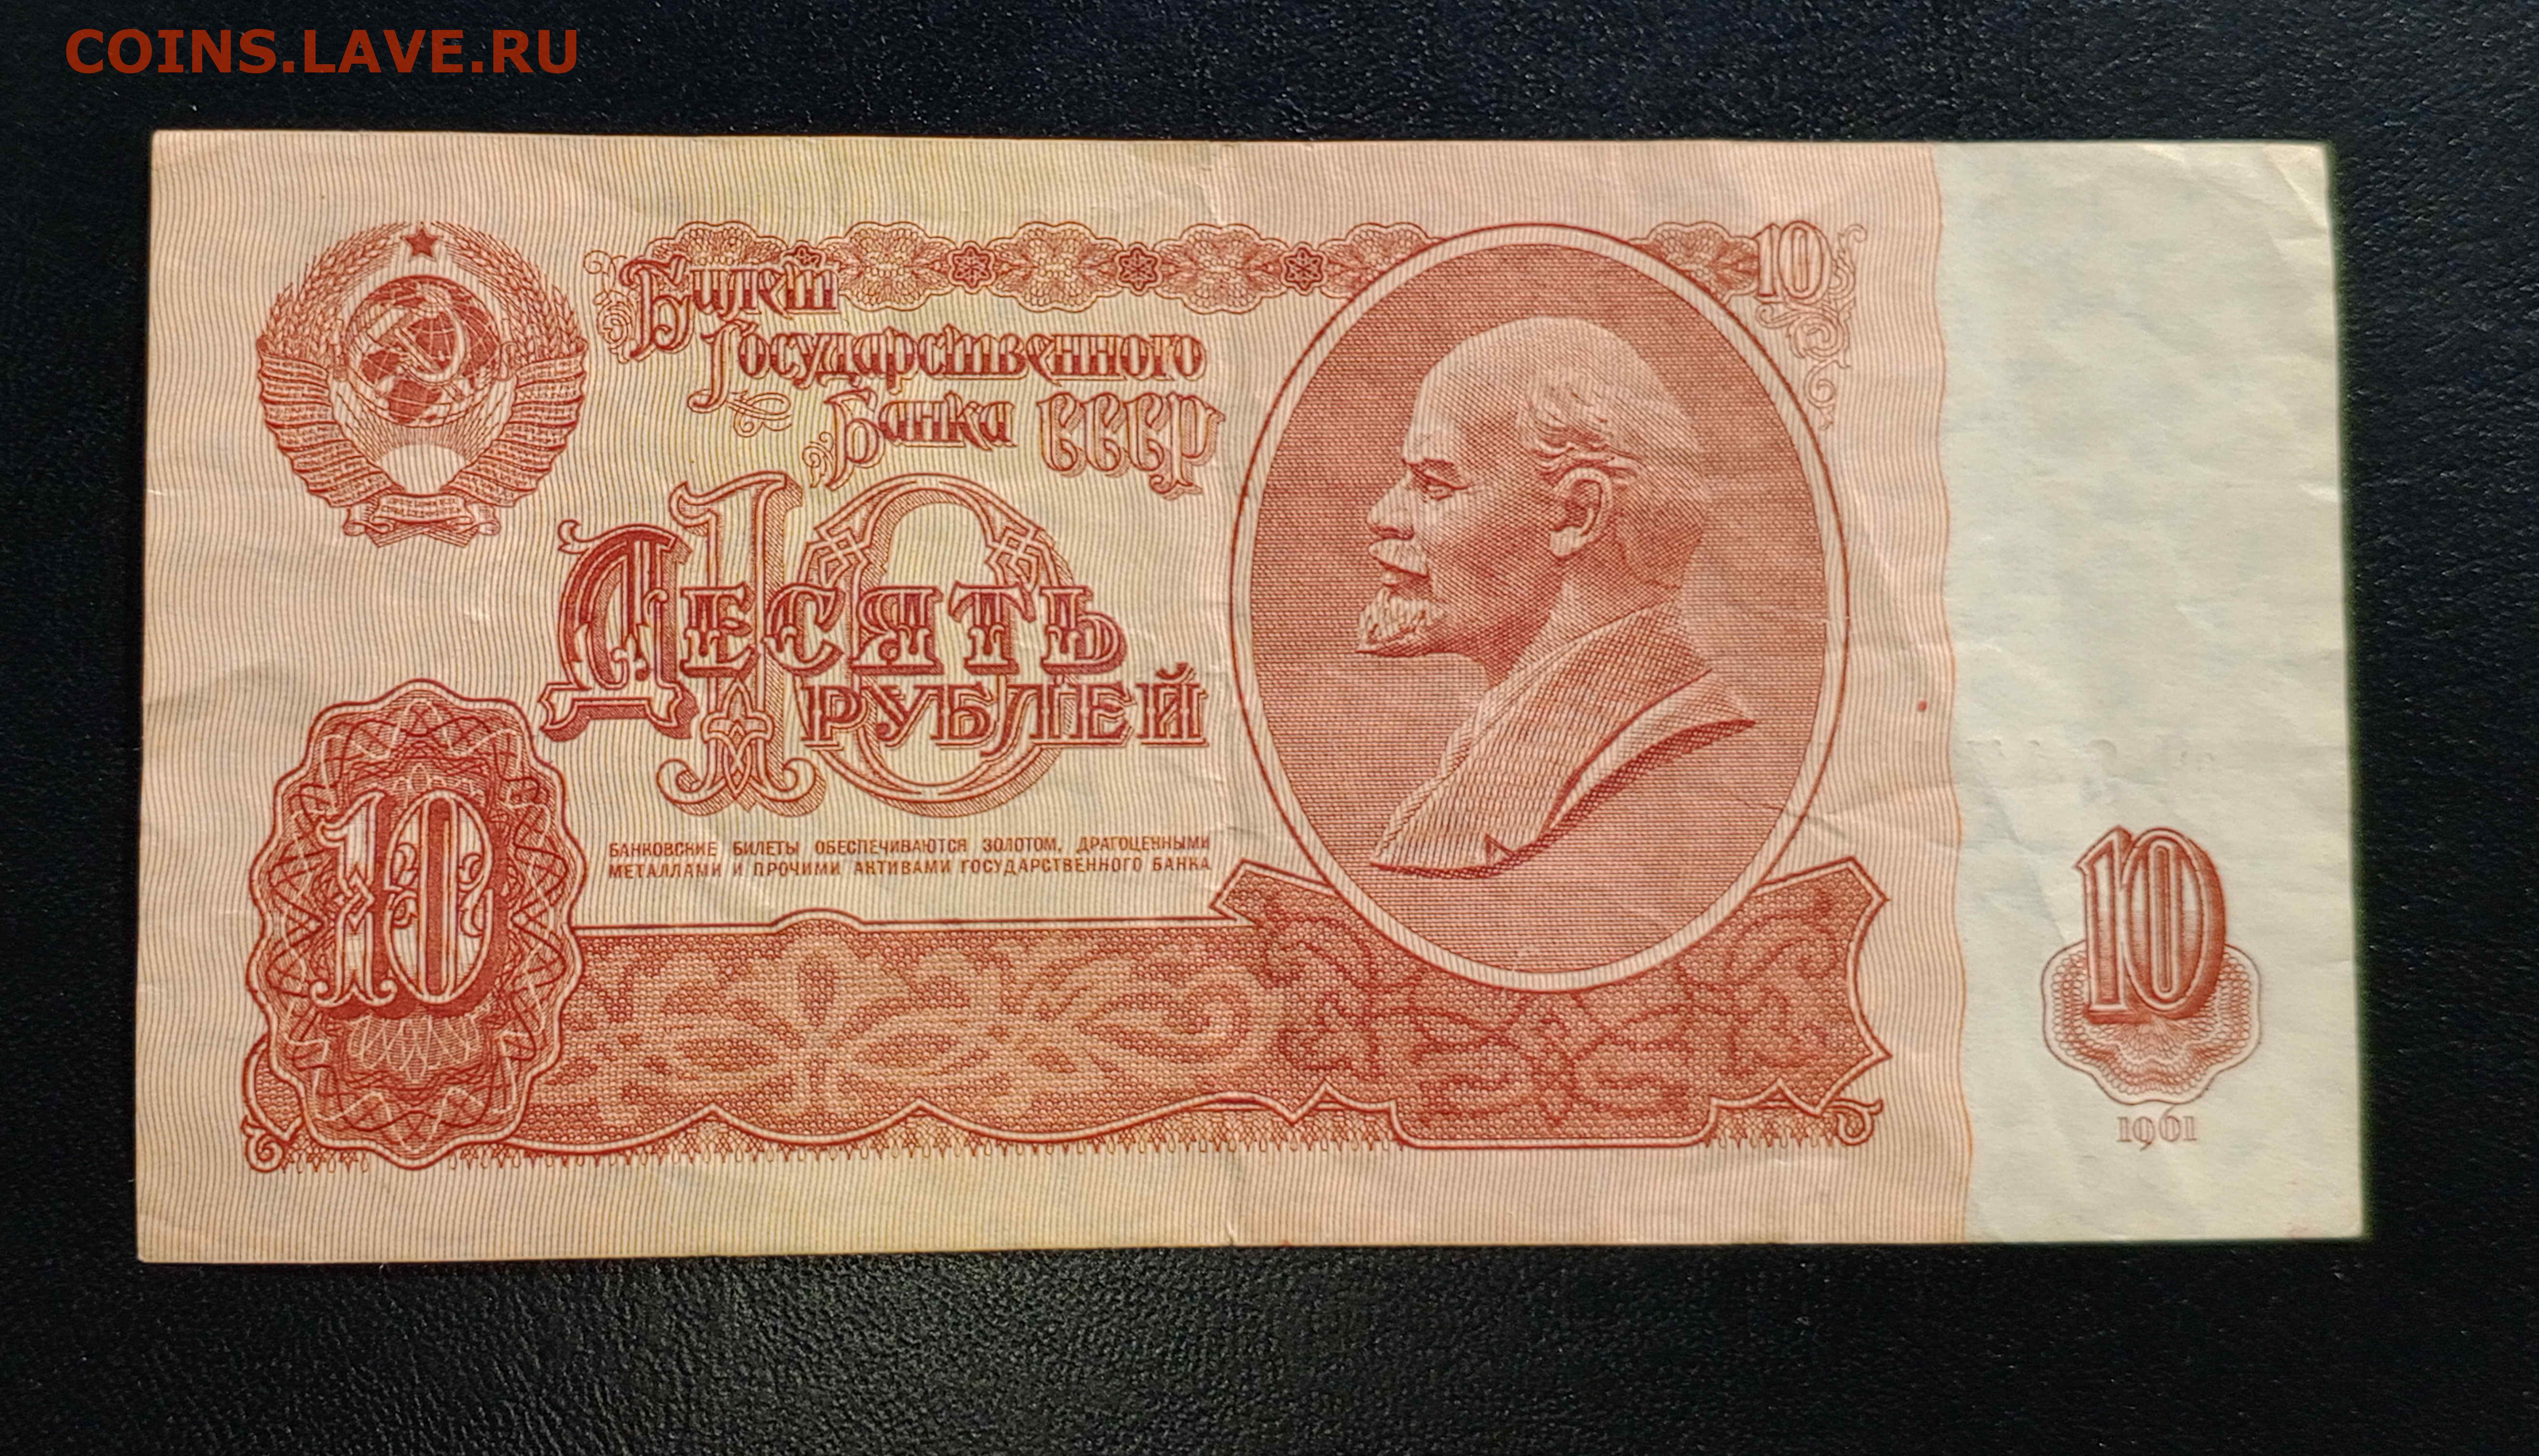 COINS.LAVE.RU
Билет
Государственного
Банка СССР
10
10
Десять
рублей
БАНКОВСКИЕ БИЛЕТЫ ОБЕСПЕЧИВАЮТСЯ ЗОЛОТОМ, ДРАГОЦЕННЫМИ
МЕТАЛЛАМИ И ПРОЧИМИ АКТИВАМИ ГОСУДАРСТВЕННОГО БАНКА
10
10
1961